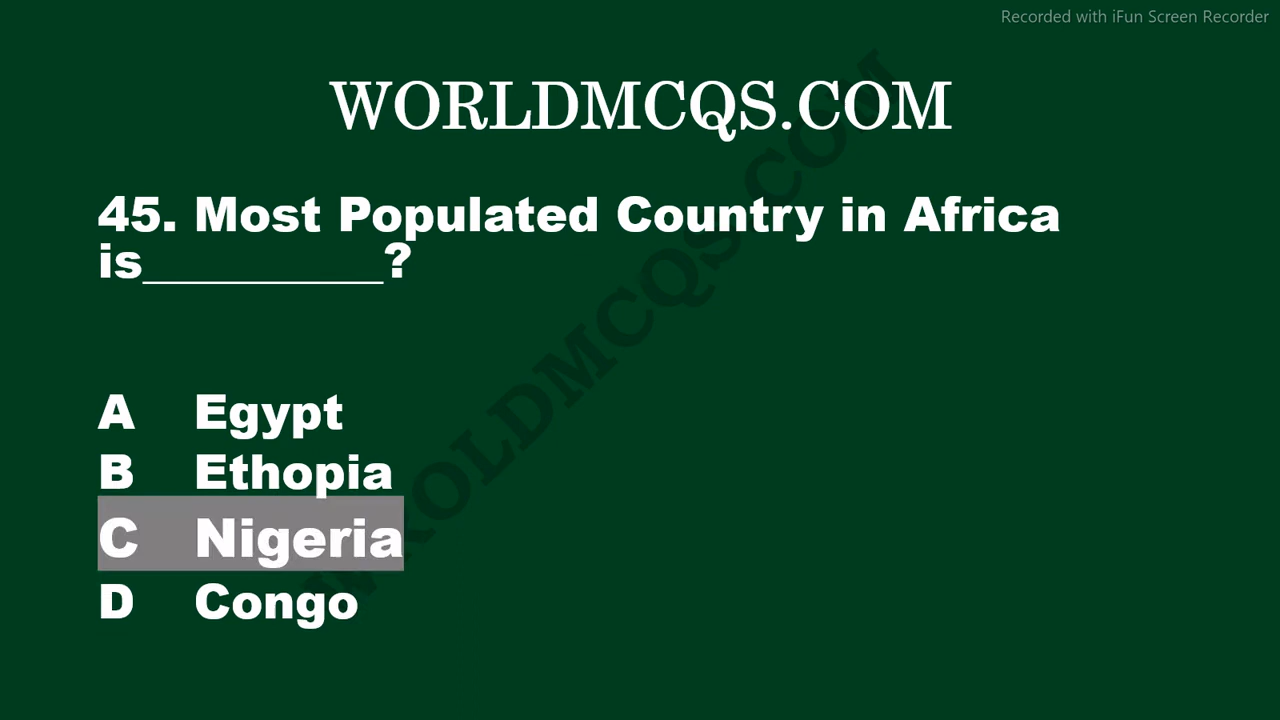 Recorded with iFun Screen Recorder
WORLDMCQS.COM
45. Most Populated Country in Africa
is__________?
A Egypt
B Ethopia
C Nigeria
D Congo
WROLDMCQS.COM